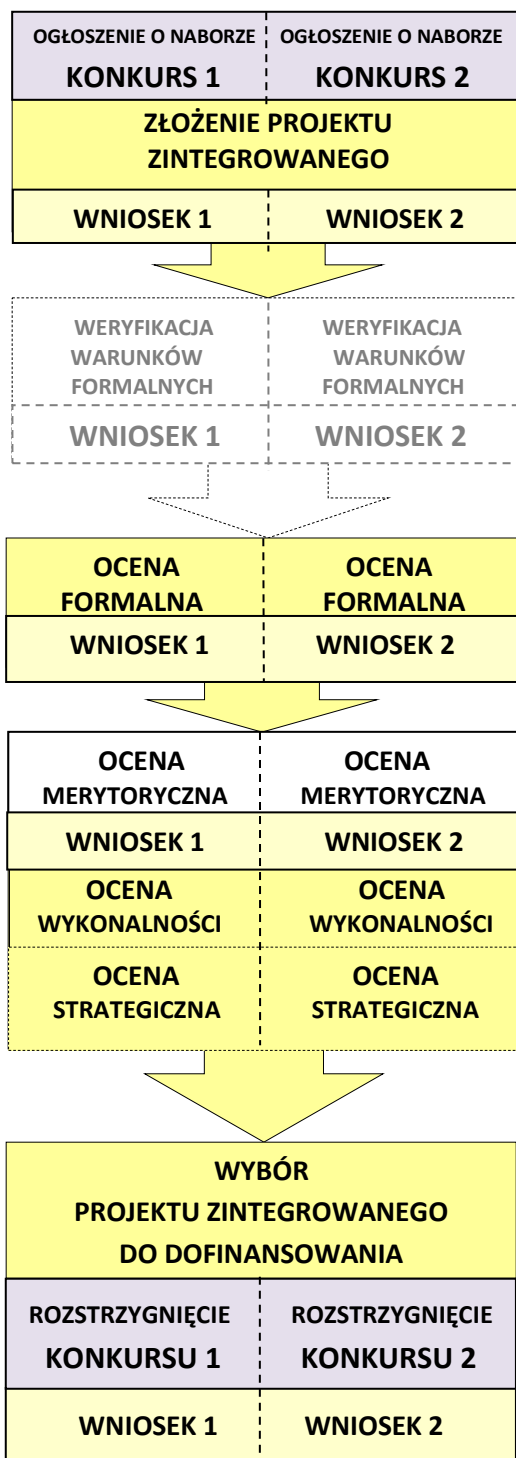 OGŁOSZENIE O NABORZE OGŁOSZENIE O NABORZE
KONKURS 1 KONKURS 2
ZŁOŻENIE PROJEKTU
ZINTEGROWANEGO
WNIOSEK 1 WNIOSEK 2
WERYFIKACJA WERYFIKACJA
WARUNKÓW WARUNKÓW
FORMALNYCH FORMALNYCH
WNIOSEK 1 WNIOSEK 2
OCENA OCENA
FORMALNA FORMALNA
WNIOSEK 1 WNIOSEK 2
OCENA OCENA
MERYTORYCZNA MERYTORYCZNA
WNIOSEK 1 WNIOSEK 2
OCENA OCENA
WYKONALNOŚCI WYKONALNOŚCI
OCENA OCENA
STRATEGICZNA STRATEGICZNA
WYBÓR
PROJEKTU ZINTEGROWANEGO
DO DOFINANSOWANIA
ROZSTRZYGNIĘCIE ROZSTRZYGNIĘCIE
KONKURSU 1 KONKURSU 2
WNIOSEK 1 WNIOSEK 2